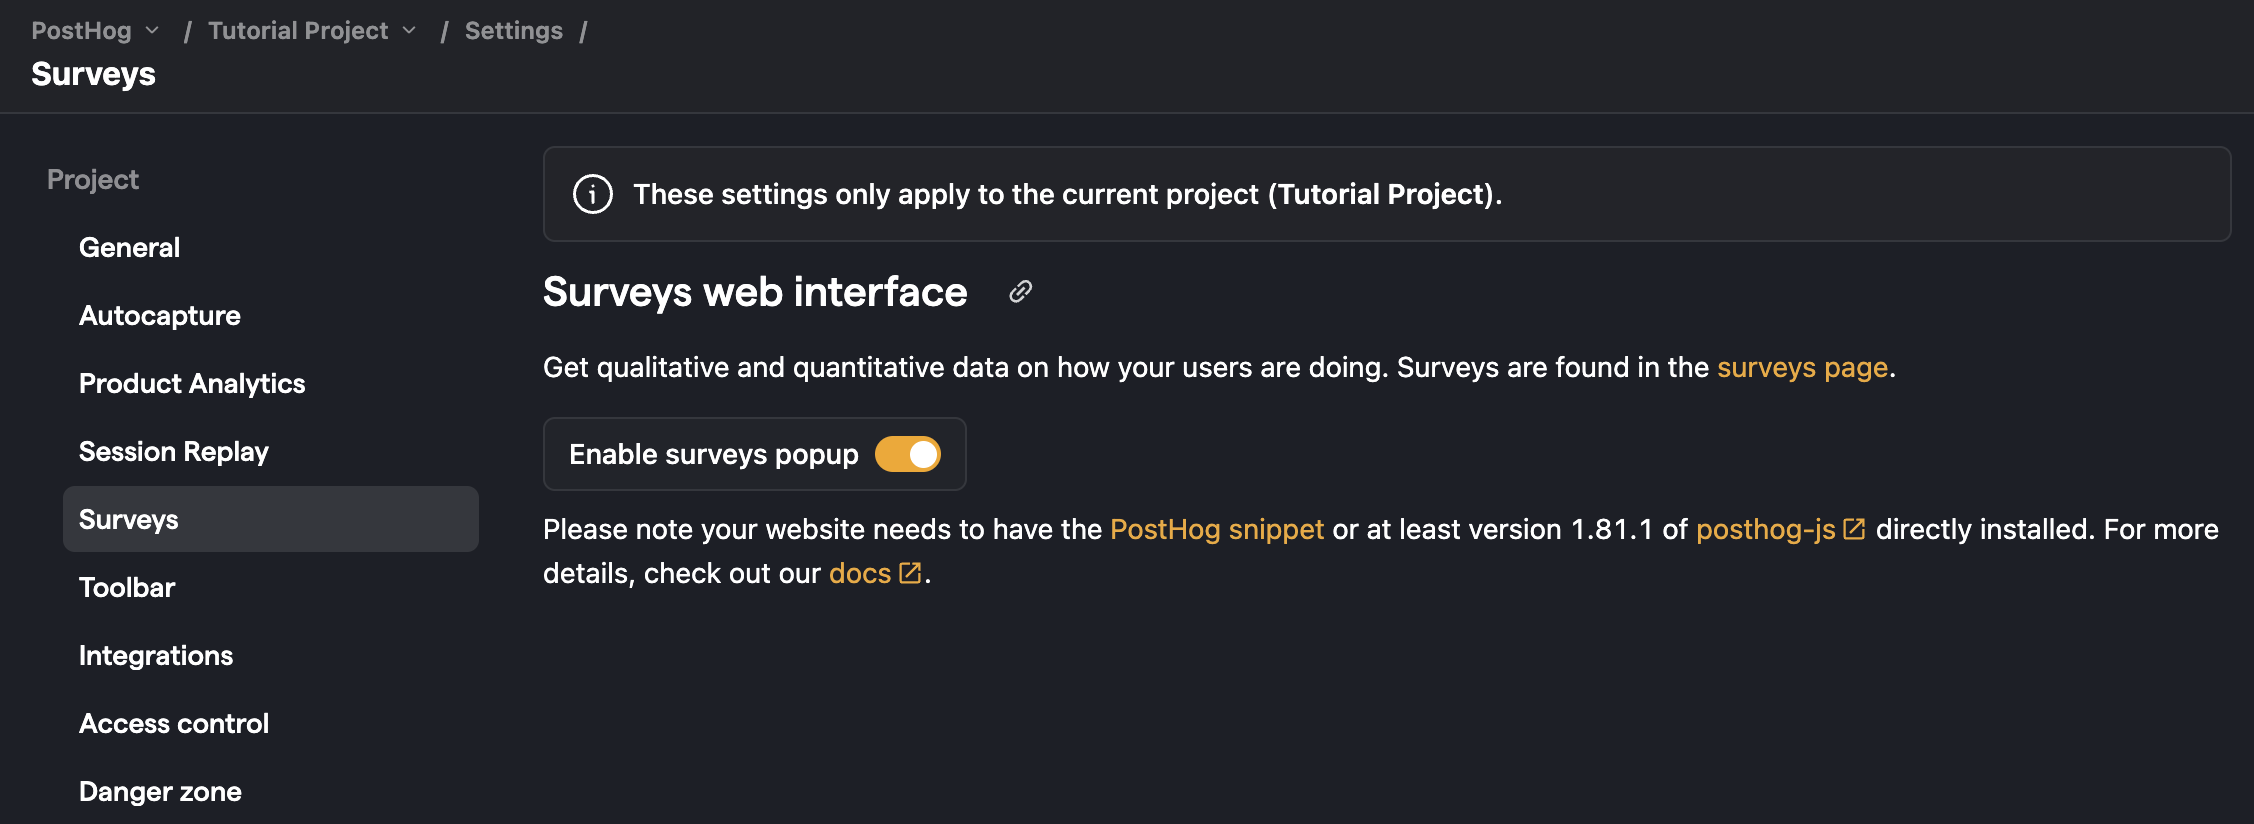 PostHog / Tutorial Project / Settings /
Surveys
Project
General
Autocapture
Product Analytics
Session Replay
Surveys
Toolbar
Integrations
Access control
Danger zone
These settings only apply to the current project (Tutorial Project).
Surveys web interface
Get qualitative and quantitative data on how your users are doing. Surveys are found in the surveys page.
Enable surveys popup
Please note your website needs to have the PostHog snippet or at least version 1.81.1 of posthog-js directly installed. For more
details, check out our docs.